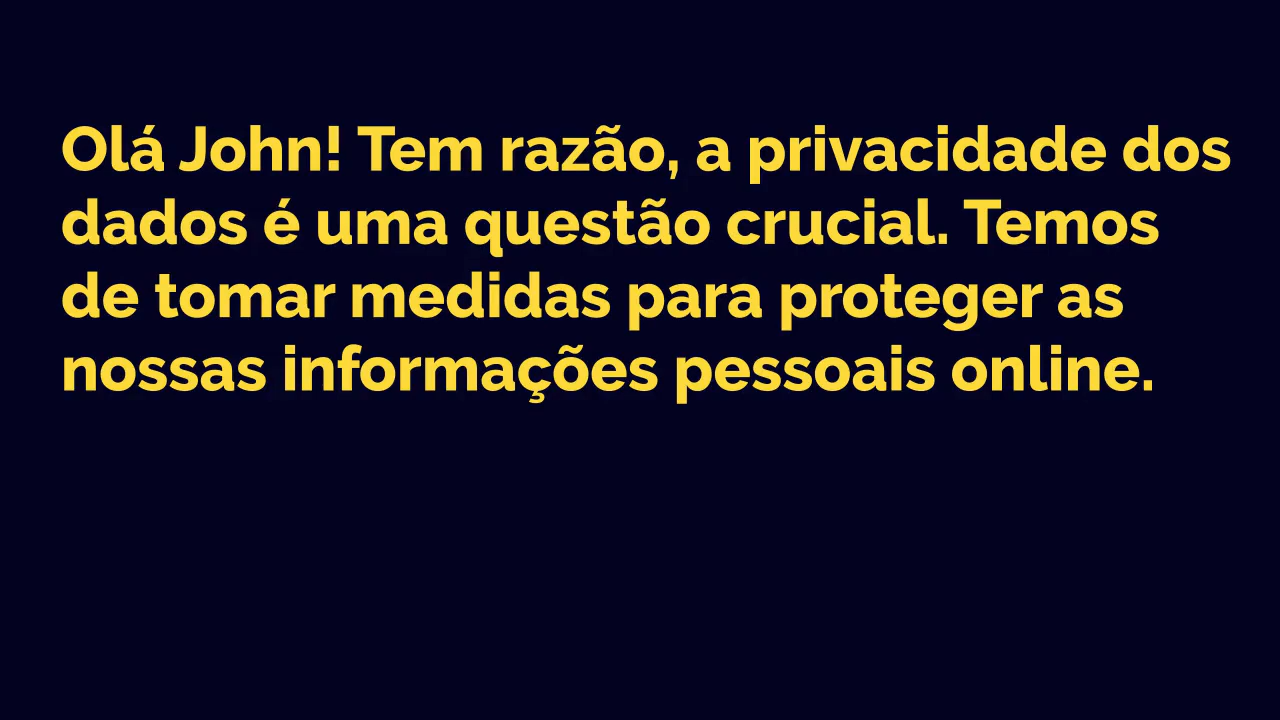 Olá John! Tem razão, a privacidade dos
dados é uma questão crucial. Temos
de tomar medidas para proteger as
nossas informações pessoais online.